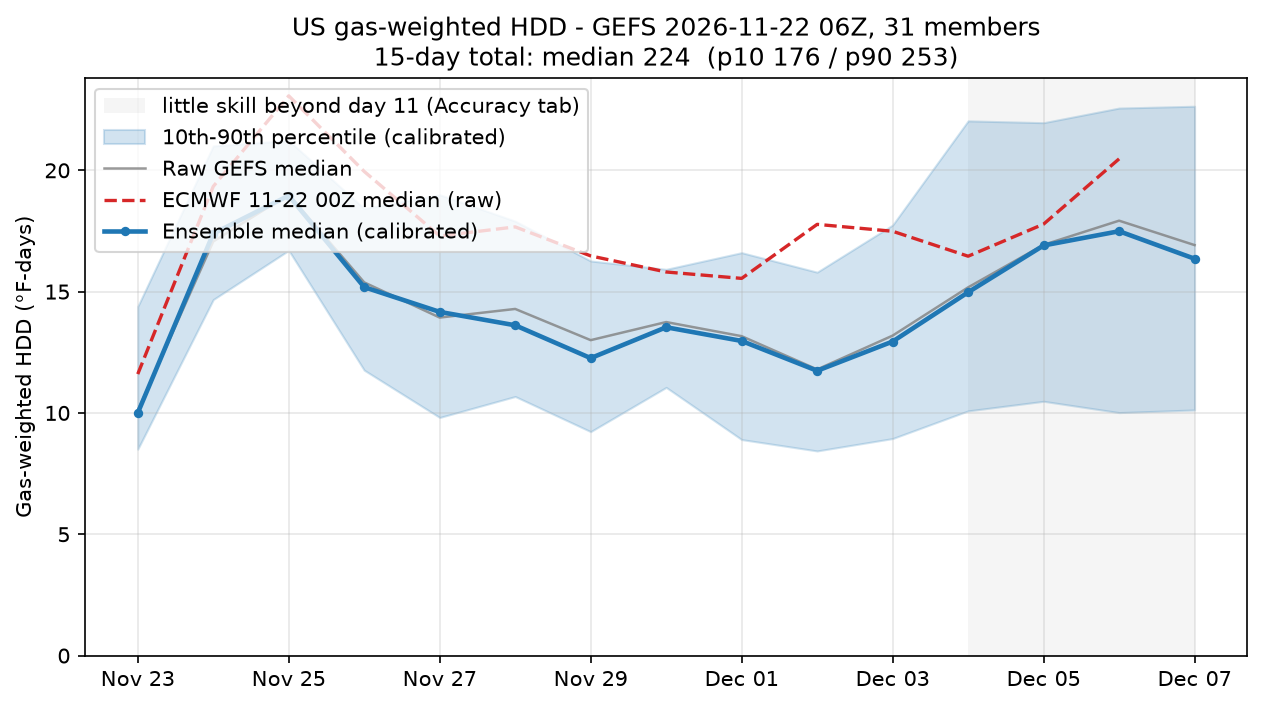 US gas-weighted HDD - GEFS 2026-11-22 06Z, 31 members
15-day total: median 224  (p10 176 / p90 253)
little skill beyond day 11 (Accuracy tab)
10th-90th percentile (calibrated)
Raw GEFS median
ECMWF 11-22 00Z median (raw)
Ensemble median (calibrated)
Gas-weighted HDD (°F-days)
20
15
10
5
0
Nov 23
Nov 25
Nov 27
Nov 29
Dec 01
Dec 03
Dec 05
Dec 07